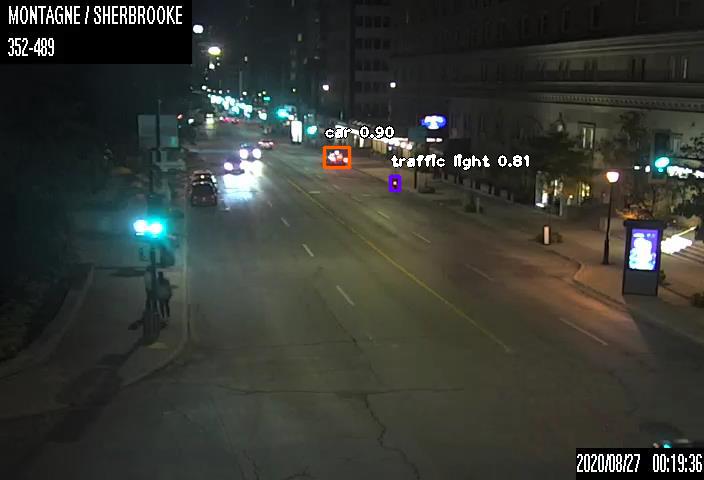 MONTAGNE / SHERBROOKE
352-489
car 0.90
traffic light 0.81
2020/08/27 00:19:36